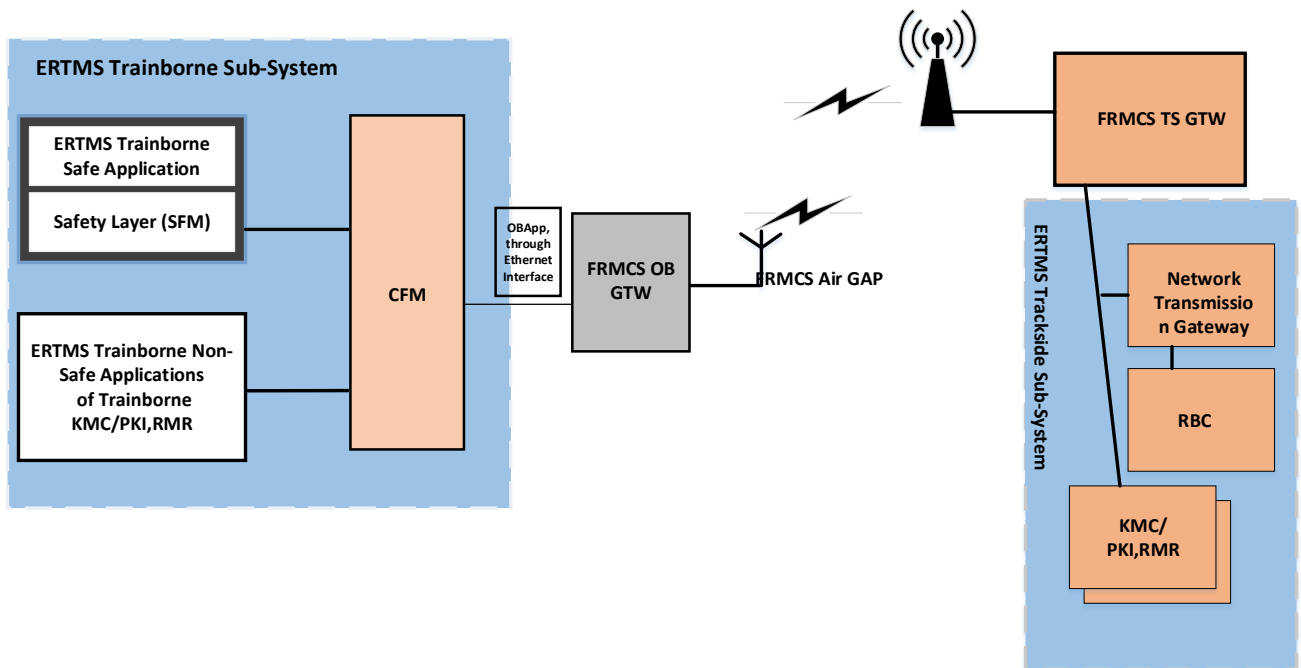 ERTMS Trainborne Sub-System
ERTMS Trainborne
Safe Application
Safety Layer (SFM)
ERTMS Trainborne Non-
Safe Applications
of Trainborne
KMC/PKI,RMR
CFM
OBApp,
through
Ethernet
Interface
FRMCS OB
GTW
FRMCS Air GAP
FRMCS TS GTW
ERTMS Trackside Sub-System
Network
Transmissio
n Gateway
RBC
KMC/
PKI,RMR